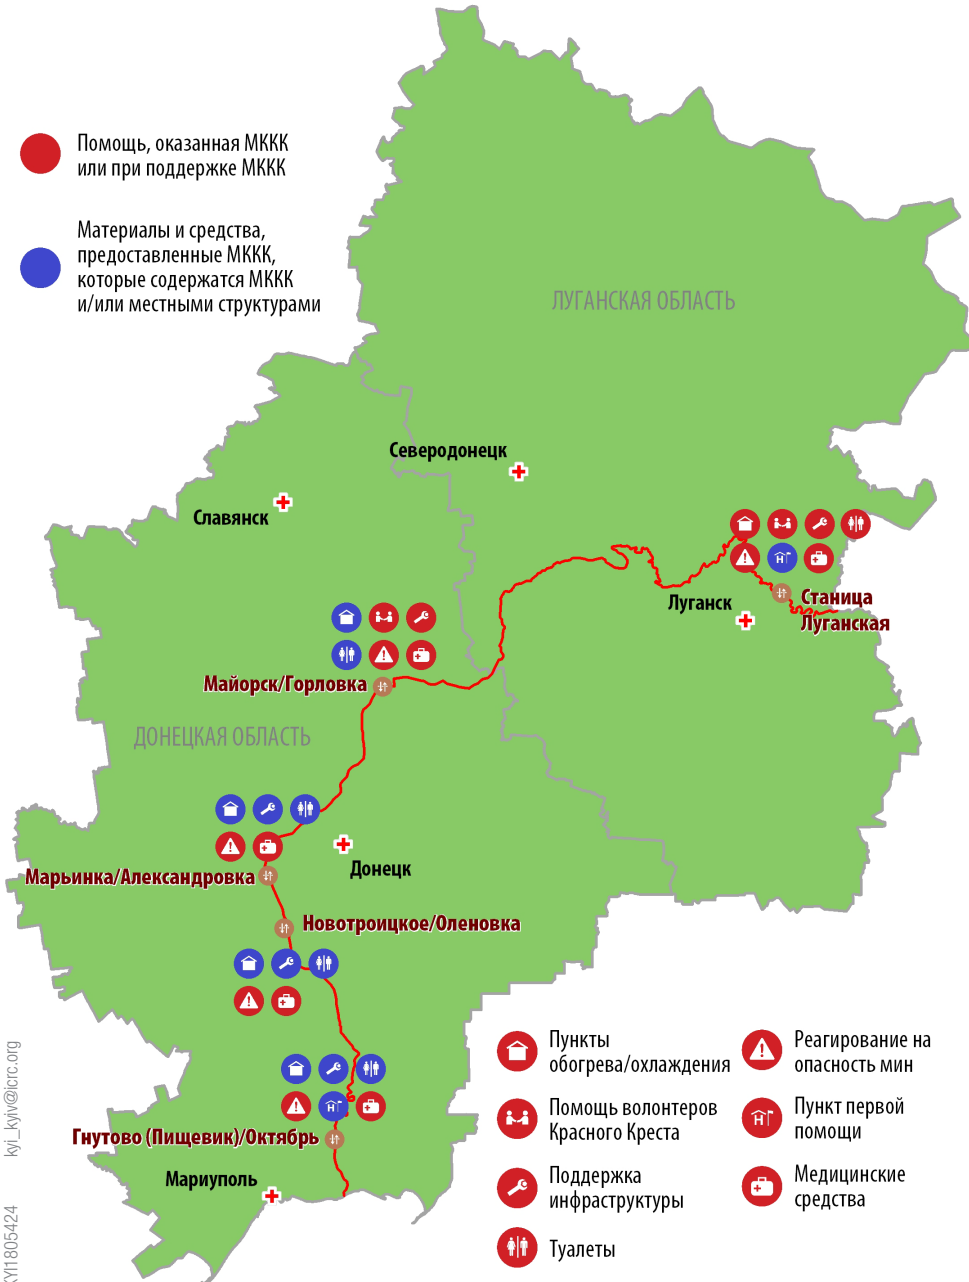 Помощь, оказанная МККК
или при поддержке МККК
Материалы и средства,
предоставленные МККК,
которые содержатся МККК
и/или местными структурами
ЛУГАНСКАЯ ОБЛАСТЬ
Северодонецк
Славянск
Луганск
Станица
Луганская
Майорск/Горловка
ДОНЕЦКАЯ ОБЛАСТЬ
Донецк
Марьинка/Александровка
Новотроицкое/Оленовка
Гнутово (Пищевик)/Октябрь
Мариуполь
Пункты
обогрева/охлаждения
Помощь волонтеров
Красного Креста
Поддержка
инфраструктуры
Туалеты
Реагирование на
опасность мин
Пункт первой
помощи
Медицинские
средства
kyi_kyiv@icrc.org
KYI1805424